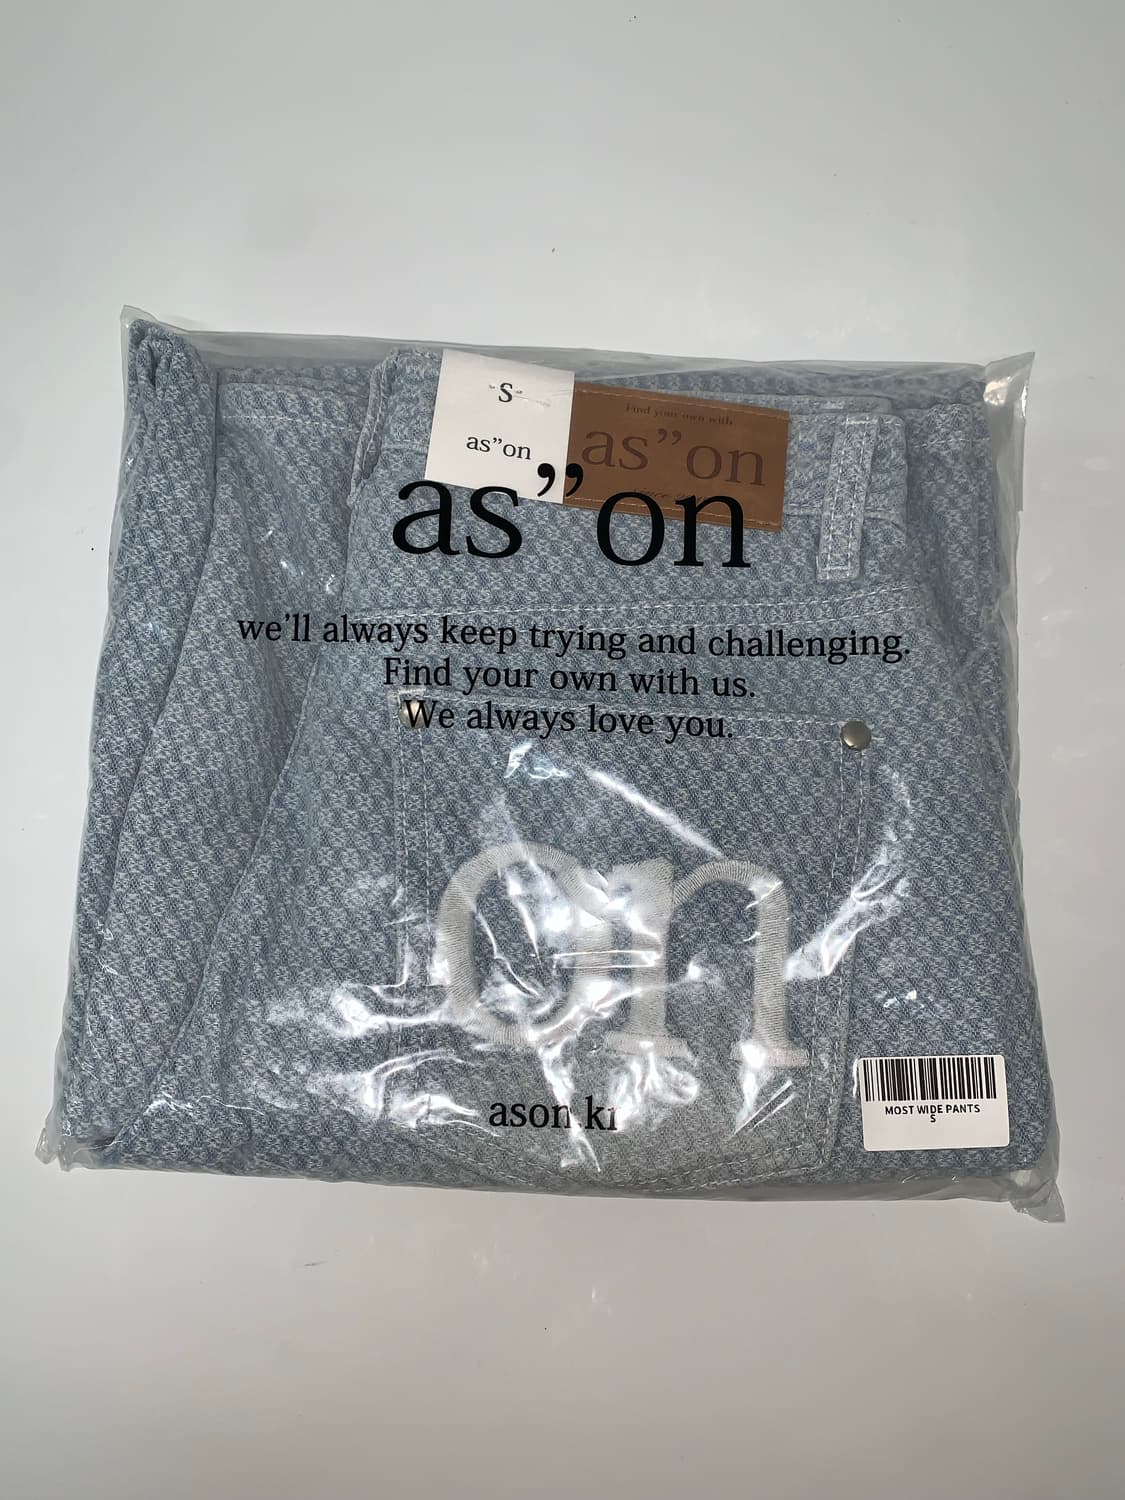 S
as”on
Find your own with
as”on
as”on
we'll always keep trying and challenging.
Find your own with us.
We always love you.
on
ason.kr
MOST WIDE PANTS
S